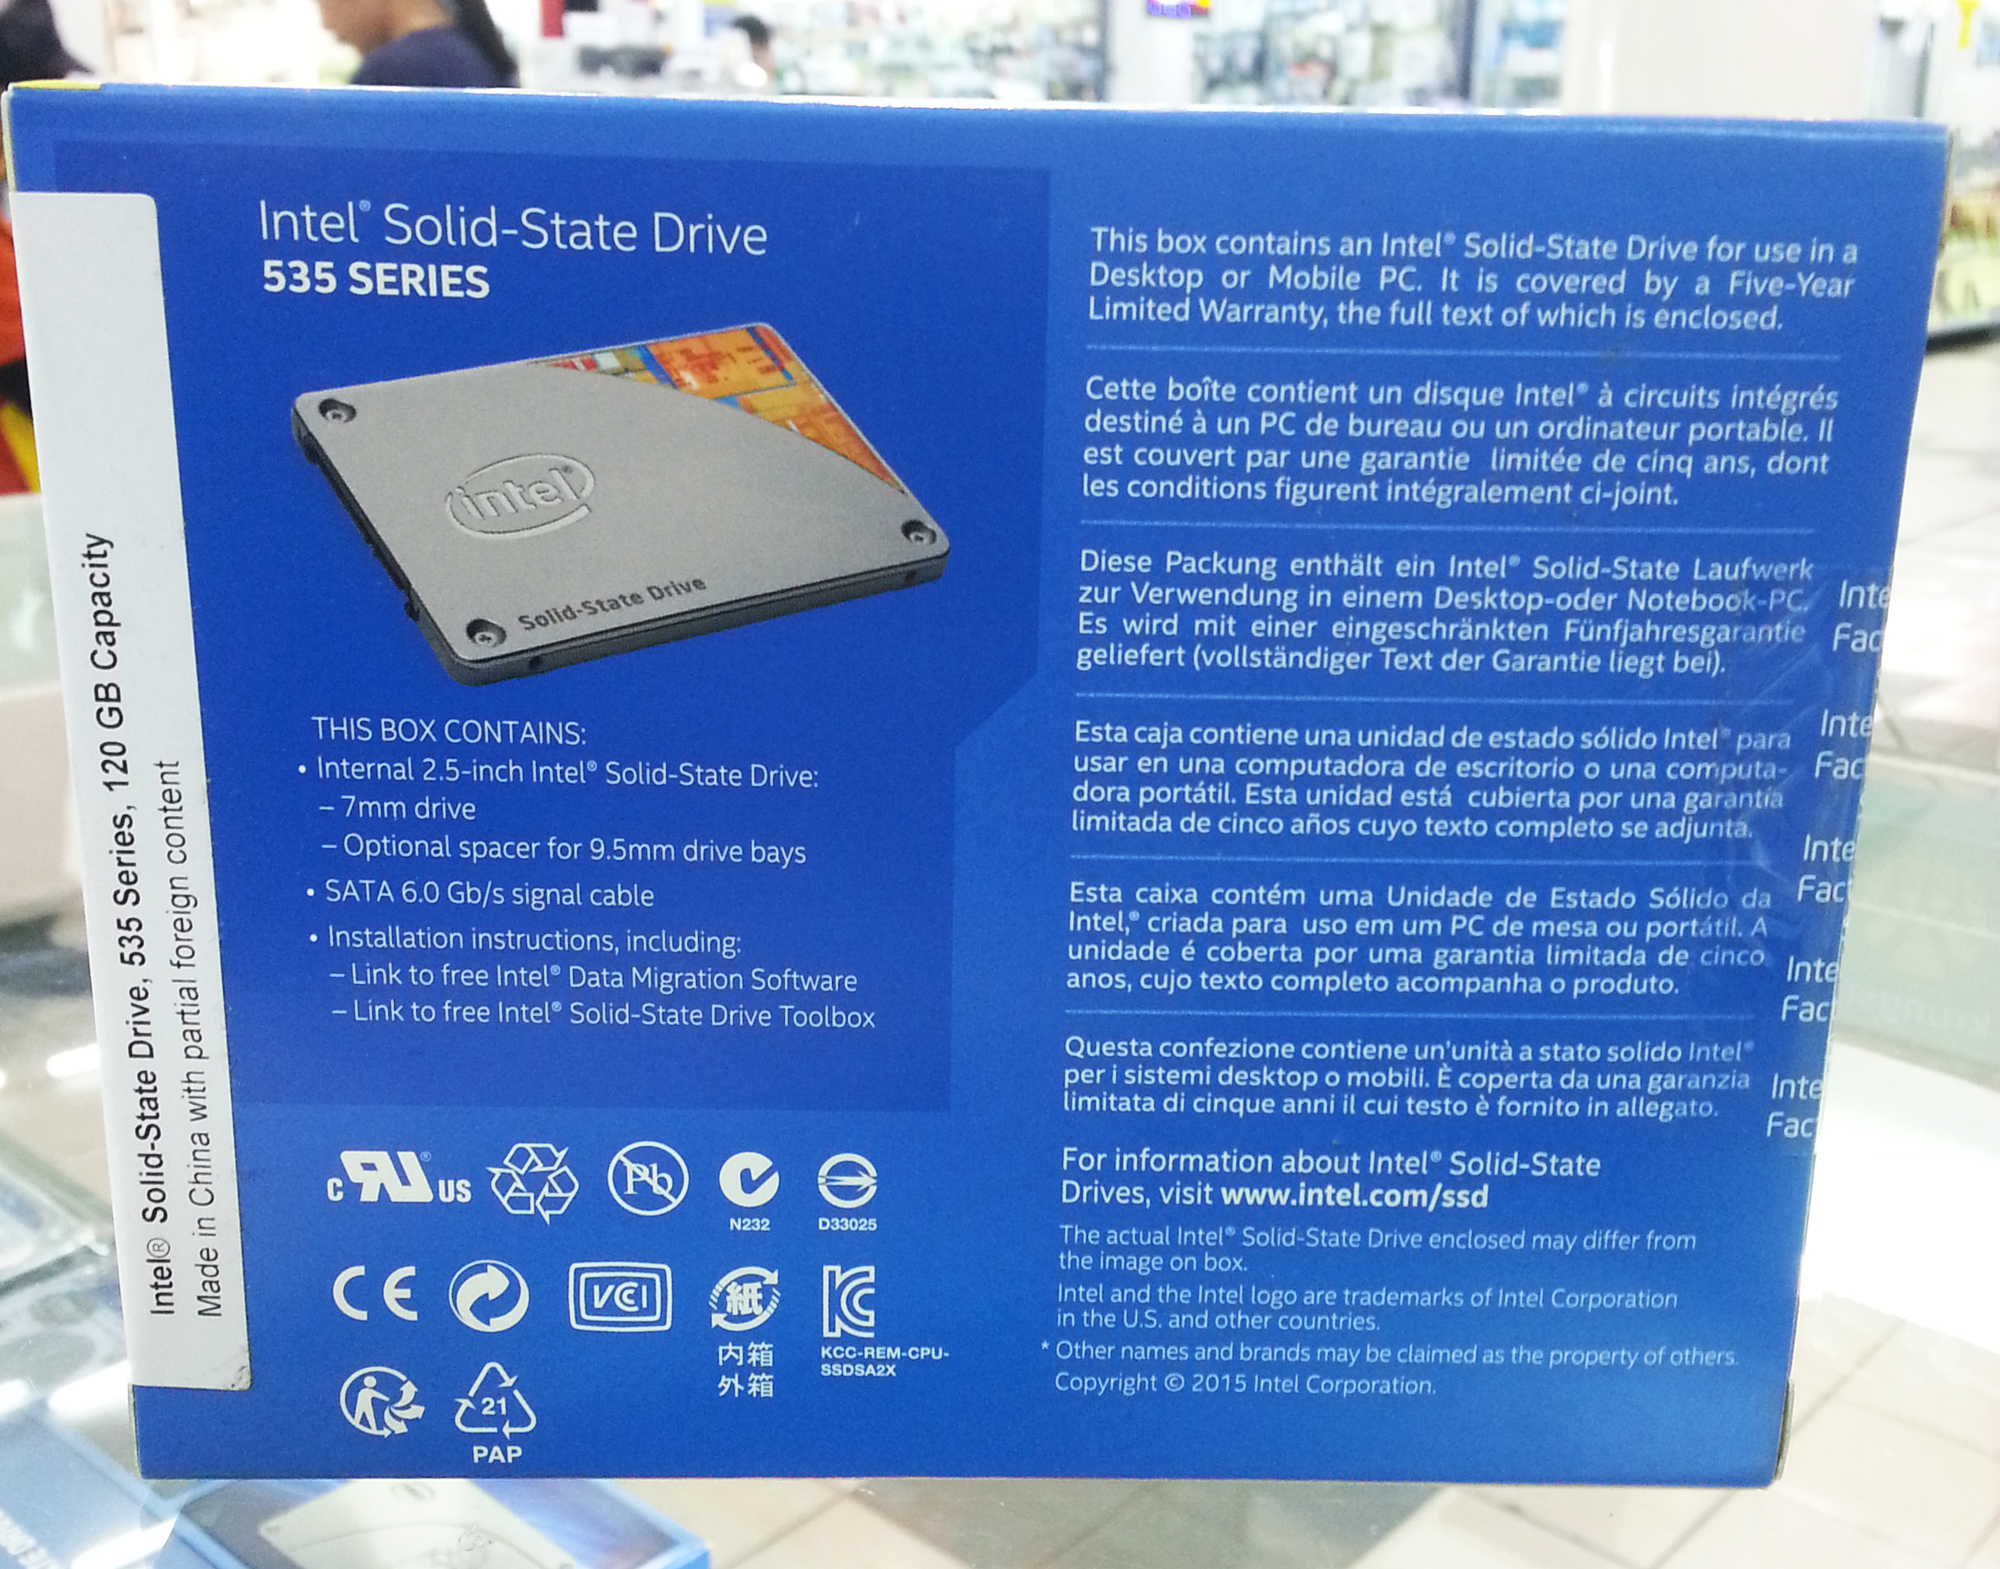 Intel® Solid-State Drive, 535 Series, 120 GB Capacity
Made in China with partial foreign content
Intel® Solid-State Drive
535 SERIES
intel®
Solid-State Drive
THIS BOX CONTAINS:
• Internal 2.5-inch Intel® Solid-State Drive:
– 7mm drive
– Optional spacer for 9.5mm drive bays
• SATA 6.0 Gb/s signal cable
• Installation instructions, including:
– Link to free Intel® Data Migration Software
– Link to free Intel® Solid-State Drive Toolbox
c RU® US
Pb
N232
D33025
CE
VCI
紙
内箱
外箱
KCC-REM-CPU-
SSDSA2X
21
PAP
This box contains an Intel® Solid-State Drive for use in a
Desktop or Mobile PC. It is covered by a Five-Year
Limited Warranty, the full text of which is enclosed.
Cette boîte contient un disque Intel® à circuits intégrés
destiné à un PC de bureau ou un ordinateur portable. Il
est couvert par une garantie limitée de cinq ans, dont
les conditions figurent intégralement ci-joint.
Diese Packung enthält ein Intel® Solid-State Laufwerk
zur Verwendung in einem Desktop-oder Notebook-PC.
Es wird mit einer eingeschränkten Fünfjahresgarantie
geliefert (vollständiger Text der Garantie liegt bei).
Esta caja contiene una unidad de estado sólido Intel® para
usar en una computadora de escritorio o una computa-
dora portátil. Esta unidad está cubierta por una garantía
limitada de cinco años cuyo texto completo se adjunta.
Esta caixa contém uma Unidade de Estado Sólido da
Intel,® criada para uso em um PC de mesa ou portátil. A
unidade é coberta por uma garantia limitada de cinco
anos, cujo texto completo acompanha o produto.
Questa confezione contiene un'unità a stato solido Intel®
per i sistemi desktop o mobili. È coperta da una garanzia
limitata di cinque anni il cui testo è fornito in allegato.
For information about Intel® Solid-State
Drives, visit www.intel.com/ssd
The actual Intel® Solid-State Drive enclosed may differ from
the image on box.
Intel and the Intel logo are trademarks of Intel Corporation
in the U.S. and other countries.
* Other names and brands may be claimed as the property of others.
Copyright © 2015 Intel Corporation.
Inte
Fac
Inte
Fac
Inte
Fac
Inte
Fac
Inte
Fac